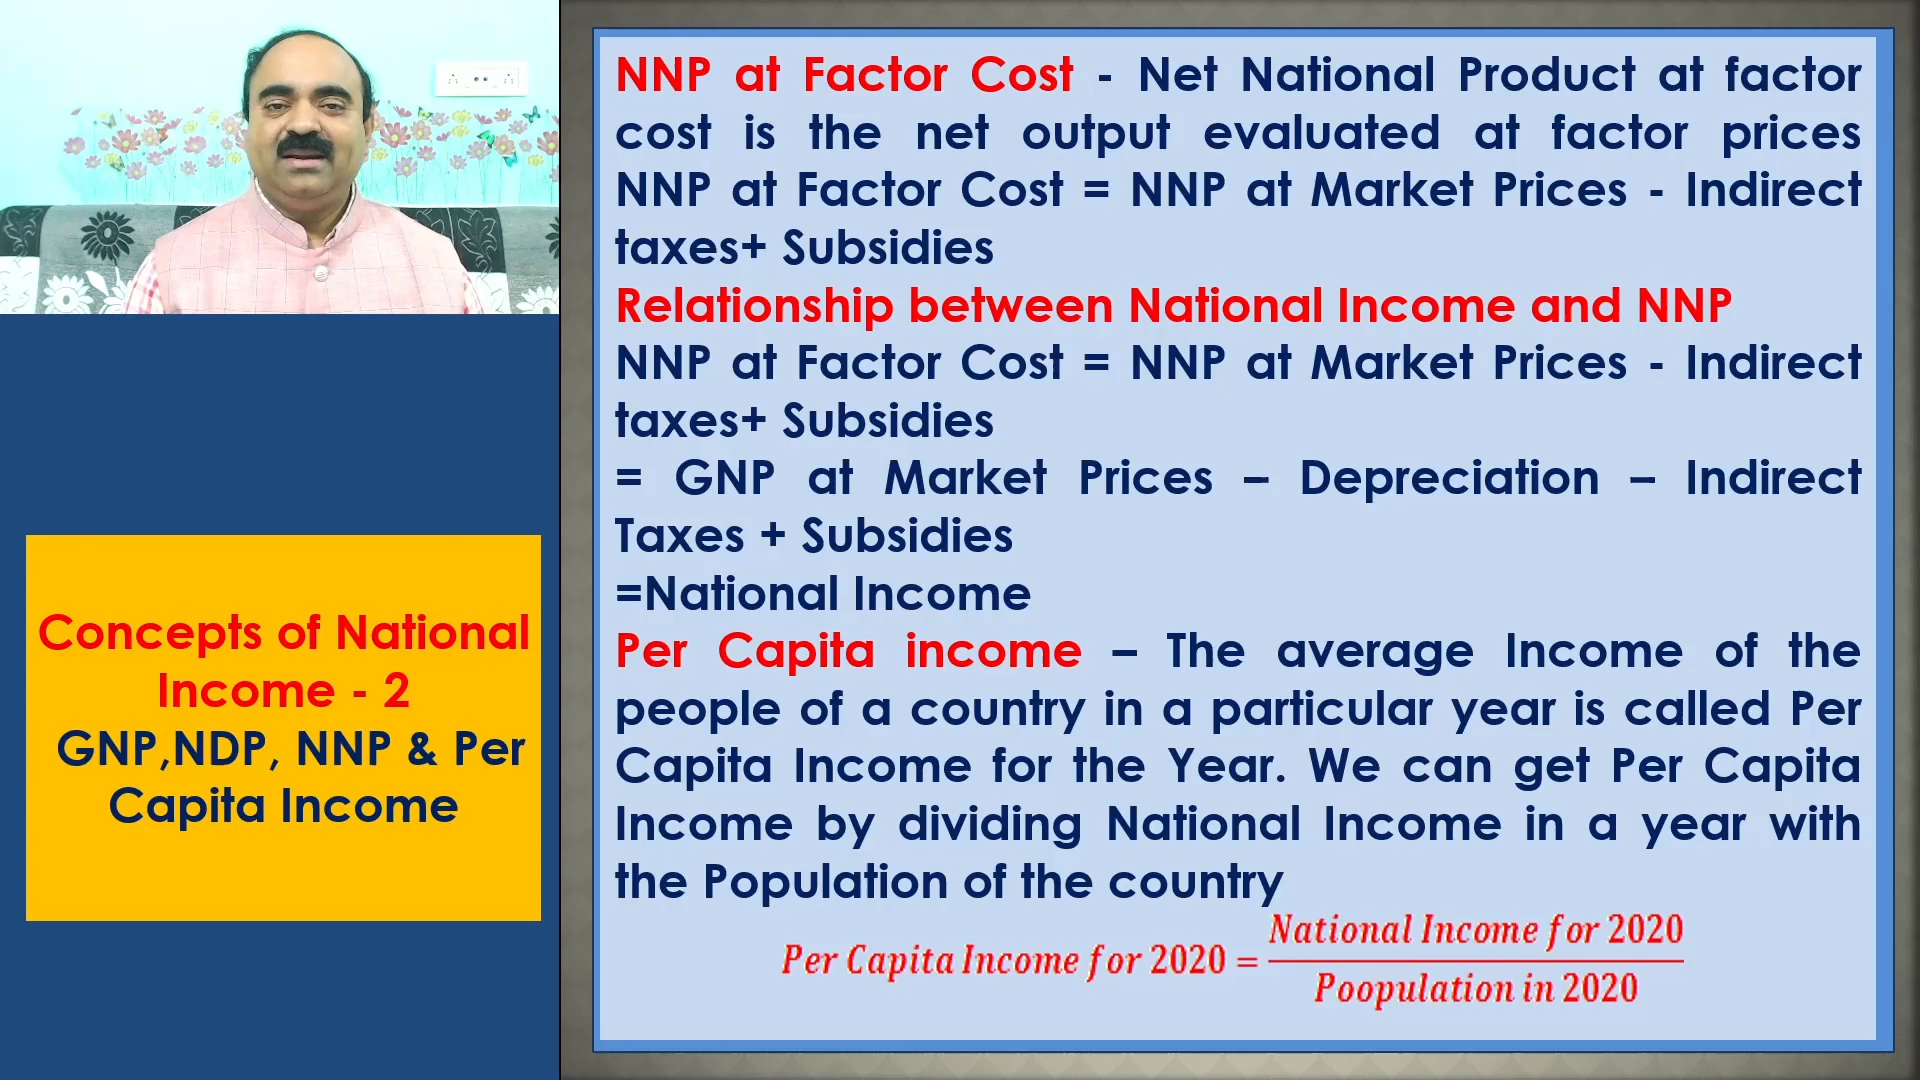 NNP at Factor Cost - Net National Product at factor
cost is the net output evaluated at factor prices
NNP at Factor Cost = NNP at Market Prices - Indirect
taxes+ Subsidies
Relationship between National Income and NNP
NNP at Factor Cost = NNP at Market Prices - Indirect
taxes+ Subsidies
= GNP at Market Prices – Depreciation – Indirect
Taxes + Subsidies
=National Income
Per Capita income – The average Income of the
people of a country in a particular year is called Per
Capita Income for the Year. We can get Per Capita
Income by dividing National Income in a year with
the Population of the country
Per Capita Income for 2020 =
National Income for 2020
Poopulation in 2020
Concepts of National
Income - 2
GNP,NDP, NNP & Per
Capita Income